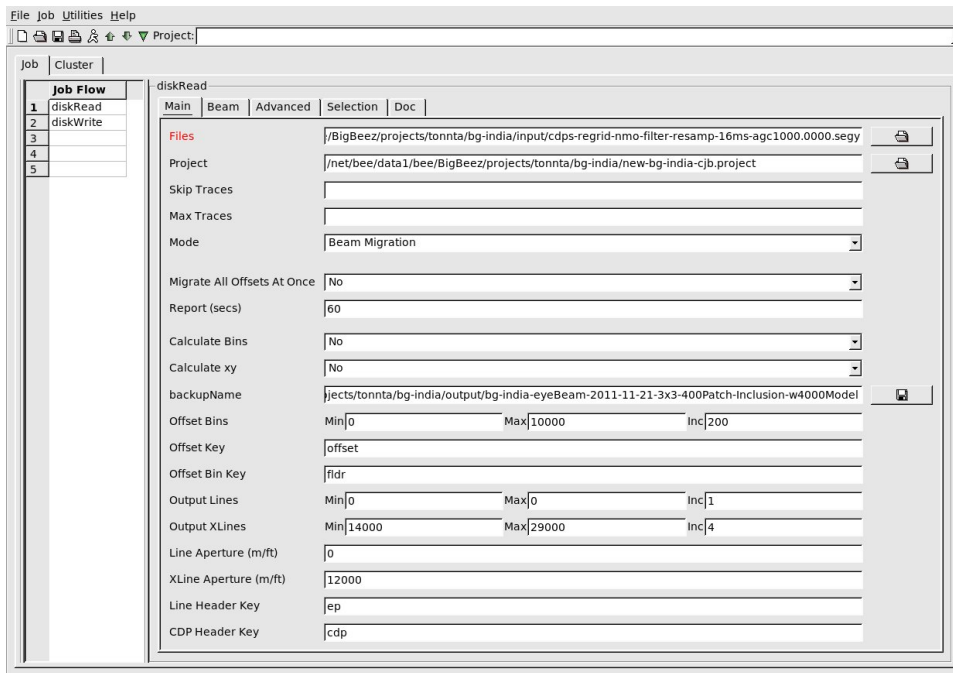 File Job Utilities Help
Project:
Job Cluster
Job Flow
1 diskRead
2 diskWrite
3
4
5
diskRead
Main Beam Advanced Selection Doc
Files /BigBeez/projects/tonnta/bg-india/input/cdps-regrid-nmo-filter-resamp-16ms-agc1000.0000.segy
Project /net/bee/data1/bee/BigBeez/projects/tonnta/bg-india/new-bg-india-cjb.project
Skip Traces
Max Traces
Mode Beam Migration
Migrate All Offsets At Once No
Report (secs) 60
Calculate Bins No
Calculate xy No
backupName jects/tonnta/bg-india/output/bg-india-eyeBeam-2011-11-21-3x3-400Patch-Inclusion-w4000Model
Offset Bins Min 0 Max 10000 Inc 200
Offset Key offset
Offset Bin Key fldr
Output Lines Min 0 Max 0 Inc 1
Output XLines Min 14000 Max 29000 Inc 4
Line Aperture (m/ft) 0
XLine Aperture (m/ft) 12000
Line Header Key ep
CDP Header Key cdp